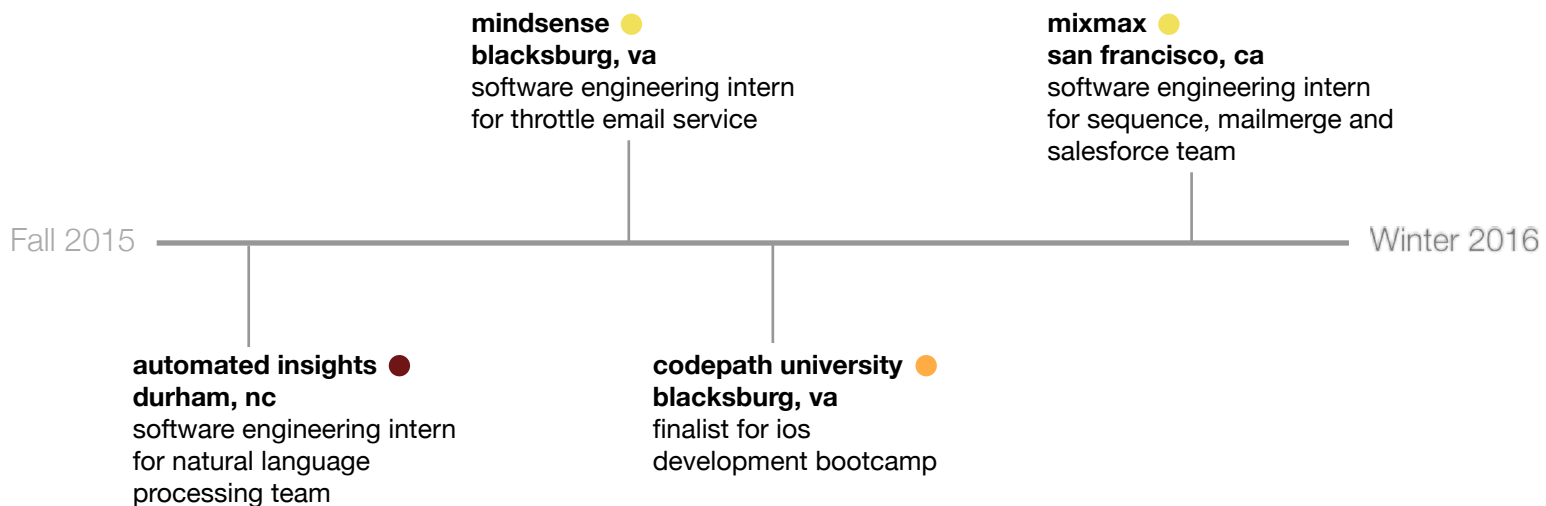 mindsense
blacksburg, va
software engineering intern
for throttle email service
mixmax
san francisco, ca
software engineering intern
for sequence, mailmerge and
salesforce team
Fall 2015
Winter 2016
automated insights
durham, nc
software engineering intern
for natural language
processing team
codepath university
blacksburg, va
finalist for ios
development bootcamp